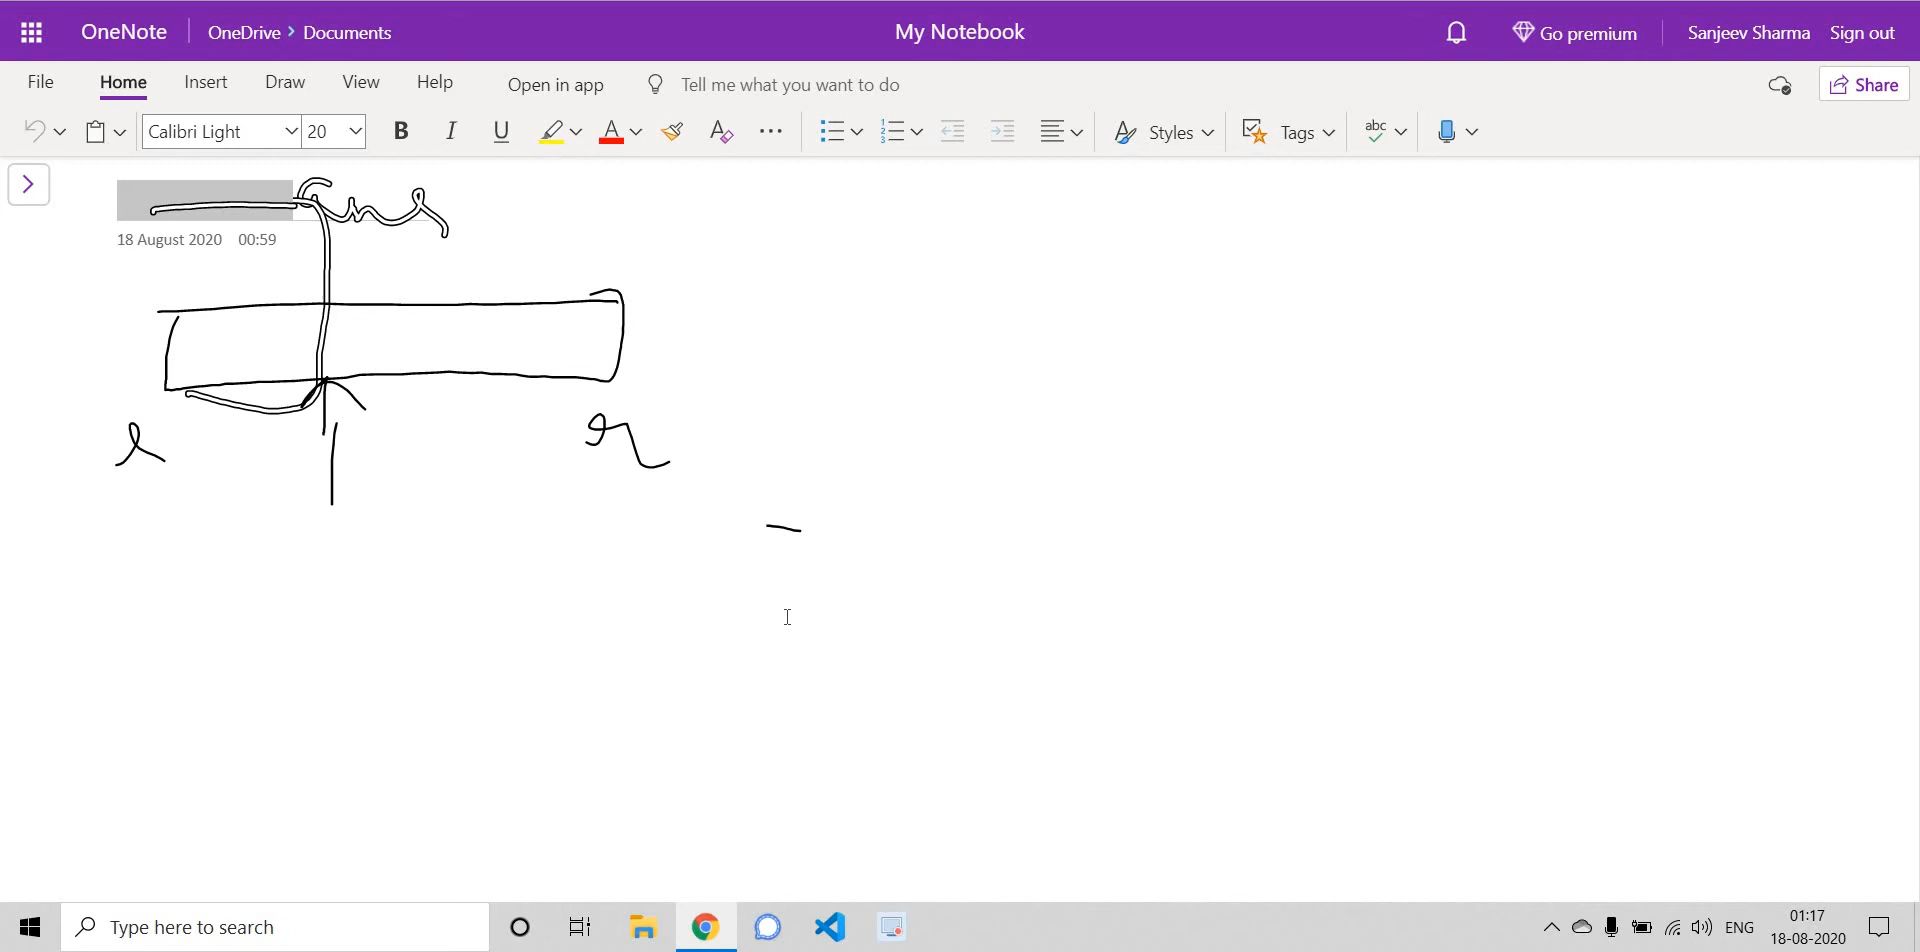 OneNote OneDrive > Documents My Notebook Go premium Sanjeev Sharma Sign out
File Home Insert Draw View Help Open in app Tell me what you want to do Share
Calibri Light 20 B I U Styles Tags abc
18 August 2020 00:59
l r
Type here to search ENG 01:17
18-08-2020